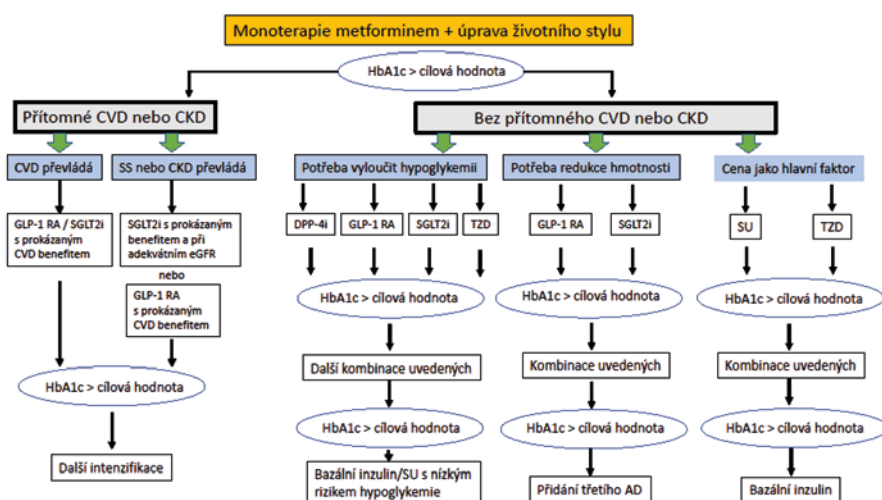 Monoterapie metforminem + úprava životního stylu
HbA1c > cílová hodnota
Přítomné CVD nebo CKD
Bez přítomného CVD nebo CKD
CVD převládá
SS nebo CKD převládá
Potřeba vyloučit hypoglykemii
Potřeba redukce hmotnosti
Cena jako hlavní faktor
GLP-1 RA / SGLT2i
s prokázaným
CVD benefitem
SGLT2i s prokázaným
benefitem a při
adekvátním eGFR
nebo
GLP-1 RA
s prokázaným
CVD benefitem
DPP-4i
GLP-1 RA
SGLT2i
TZD
GLP-1 RA
SGLT2i
SU
TZD
HbA1c > cílová hodnota
HbA1c > cílová hodnota
HbA1c > cílová hodnota
HbA1c > cílová hodnota
Další kombinace uvedených
Kombinace uvedených
Kombinace uvedených
HbA1c > cílová hodnota
HbA1c > cílová hodnota
HbA1c > cílová hodnota
Další intenzifikace
Bazální inzulin/SU s nízkým
rizikem hypoglykemie
Přidání třetího AD
Bazální inzulin